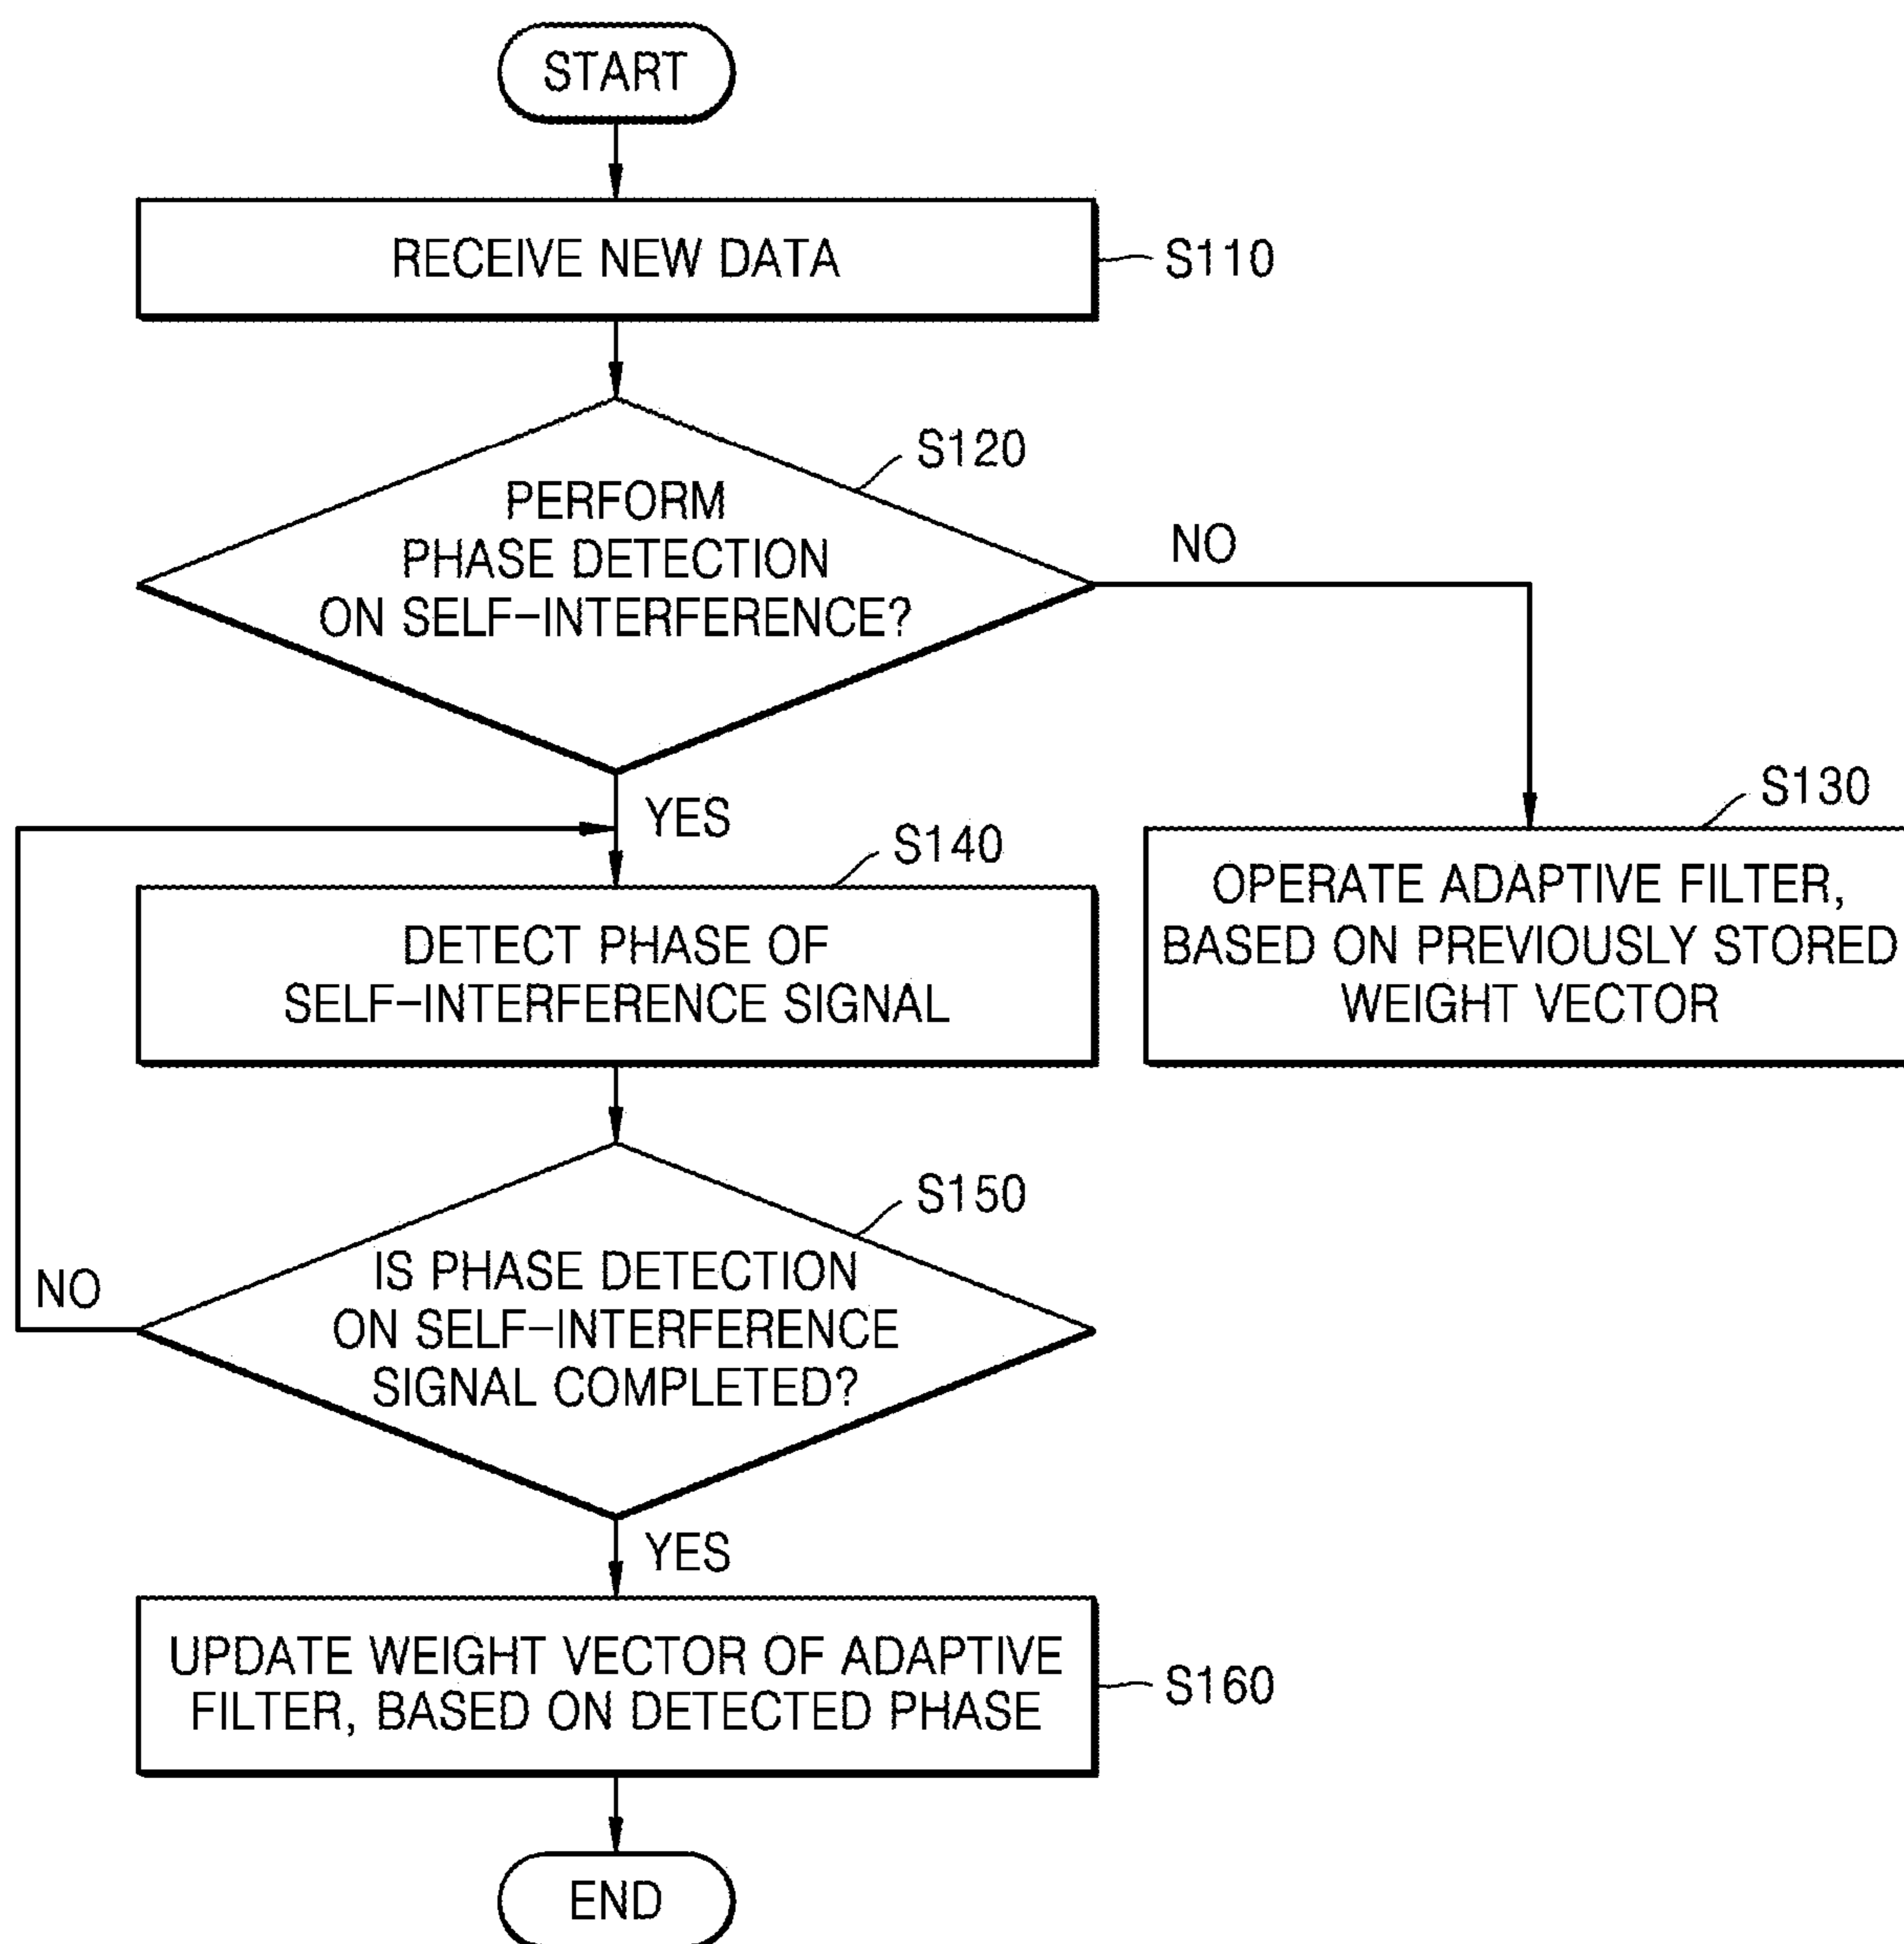 START
RECEIVE NEW DATA
S110
S120
PERFORM
PHASE DETECTION
ON SELF-INTERFERENCE?
NO
YES
S130
OPERATE ADAPTIVE FILTER,
BASED ON PREVIOUSLY STORED
WEIGHT VECTOR
S140
DETECT PHASE OF
SELF-INTERFERENCE SIGNAL
S150
IS PHASE DETECTION
ON SELF-INTERFERENCE
SIGNAL COMPLETED?
NO
YES
UPDATE WEIGHT VECTOR OF ADAPTIVE
FILTER, BASED ON DETECTED PHASE
S160
END